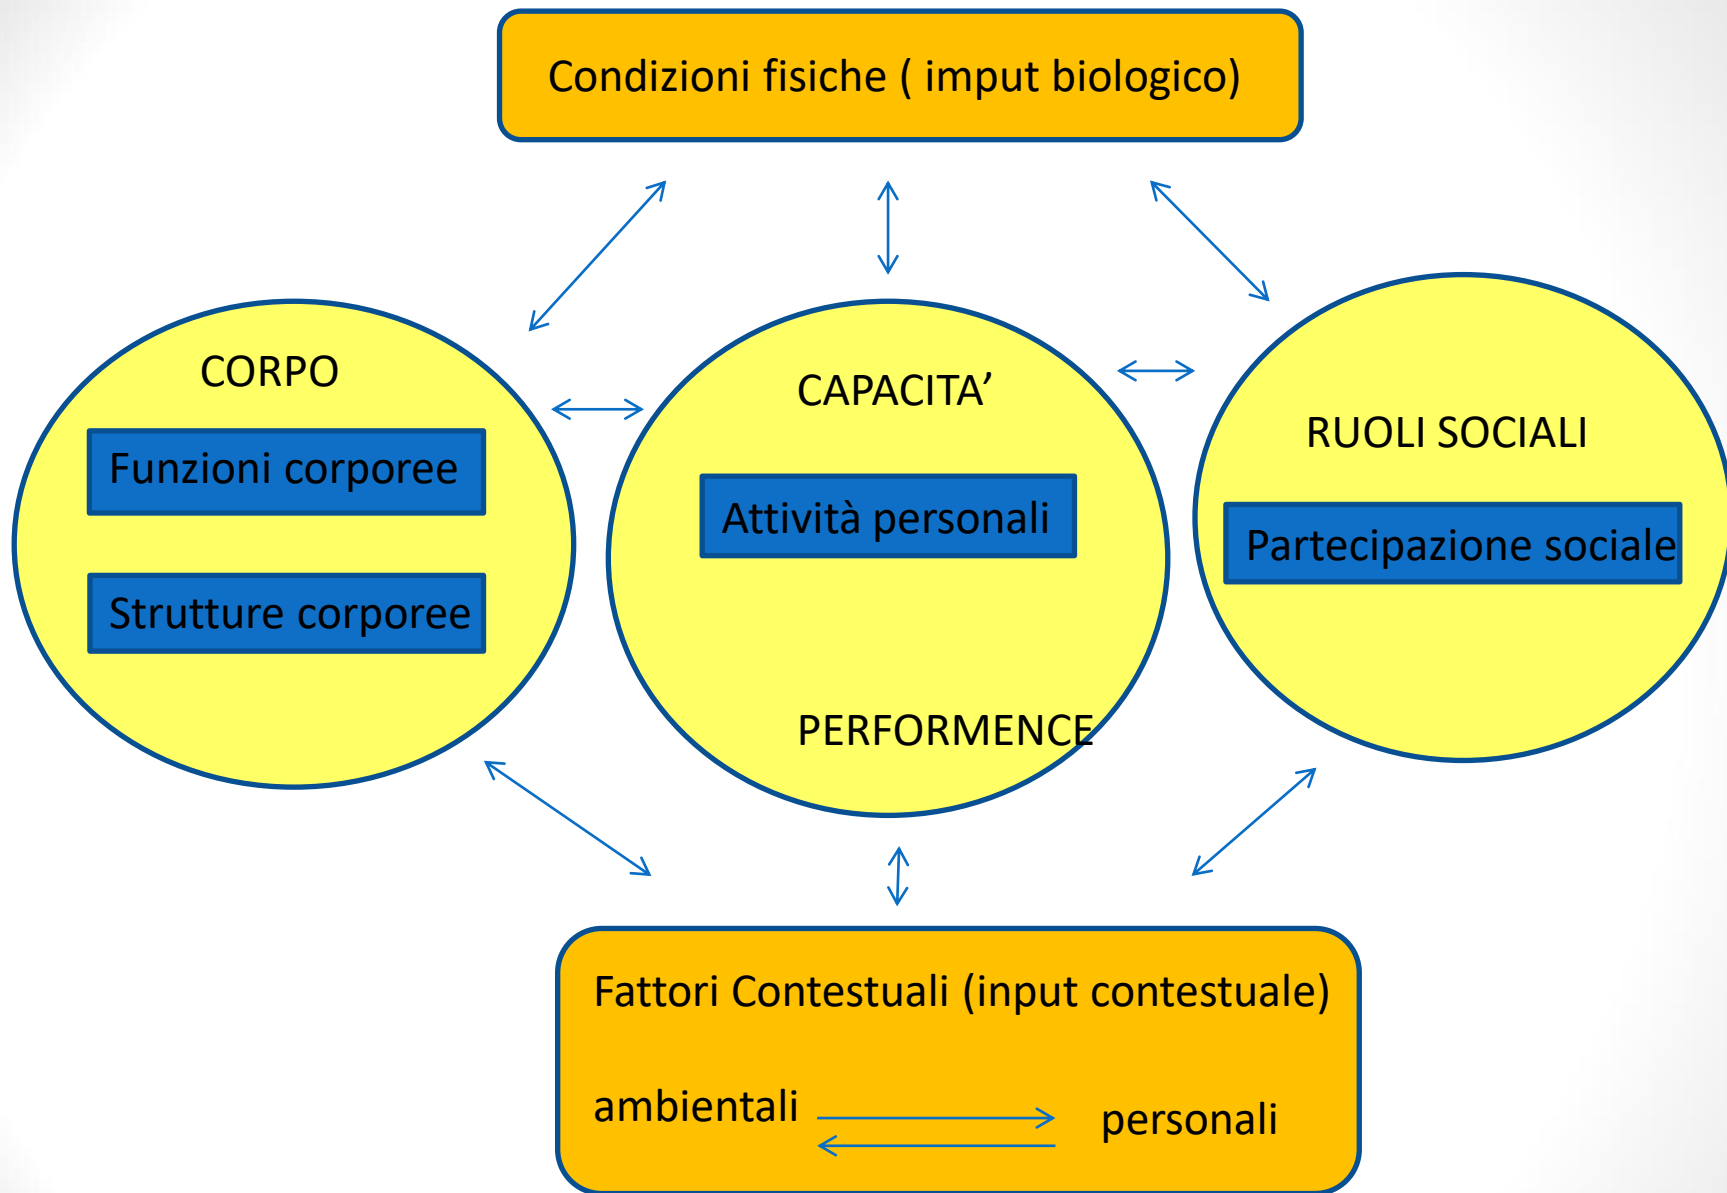 Condizioni fisiche ( imput biologico)
CORPO
Funzioni corporee
Strutture corporee
CAPACITA’
Attività personali
PERFORMENCE
RUOLI SOCIALI
Partecipazione sociale
Fattori Contestuali (input contestuale)
ambientali
personali